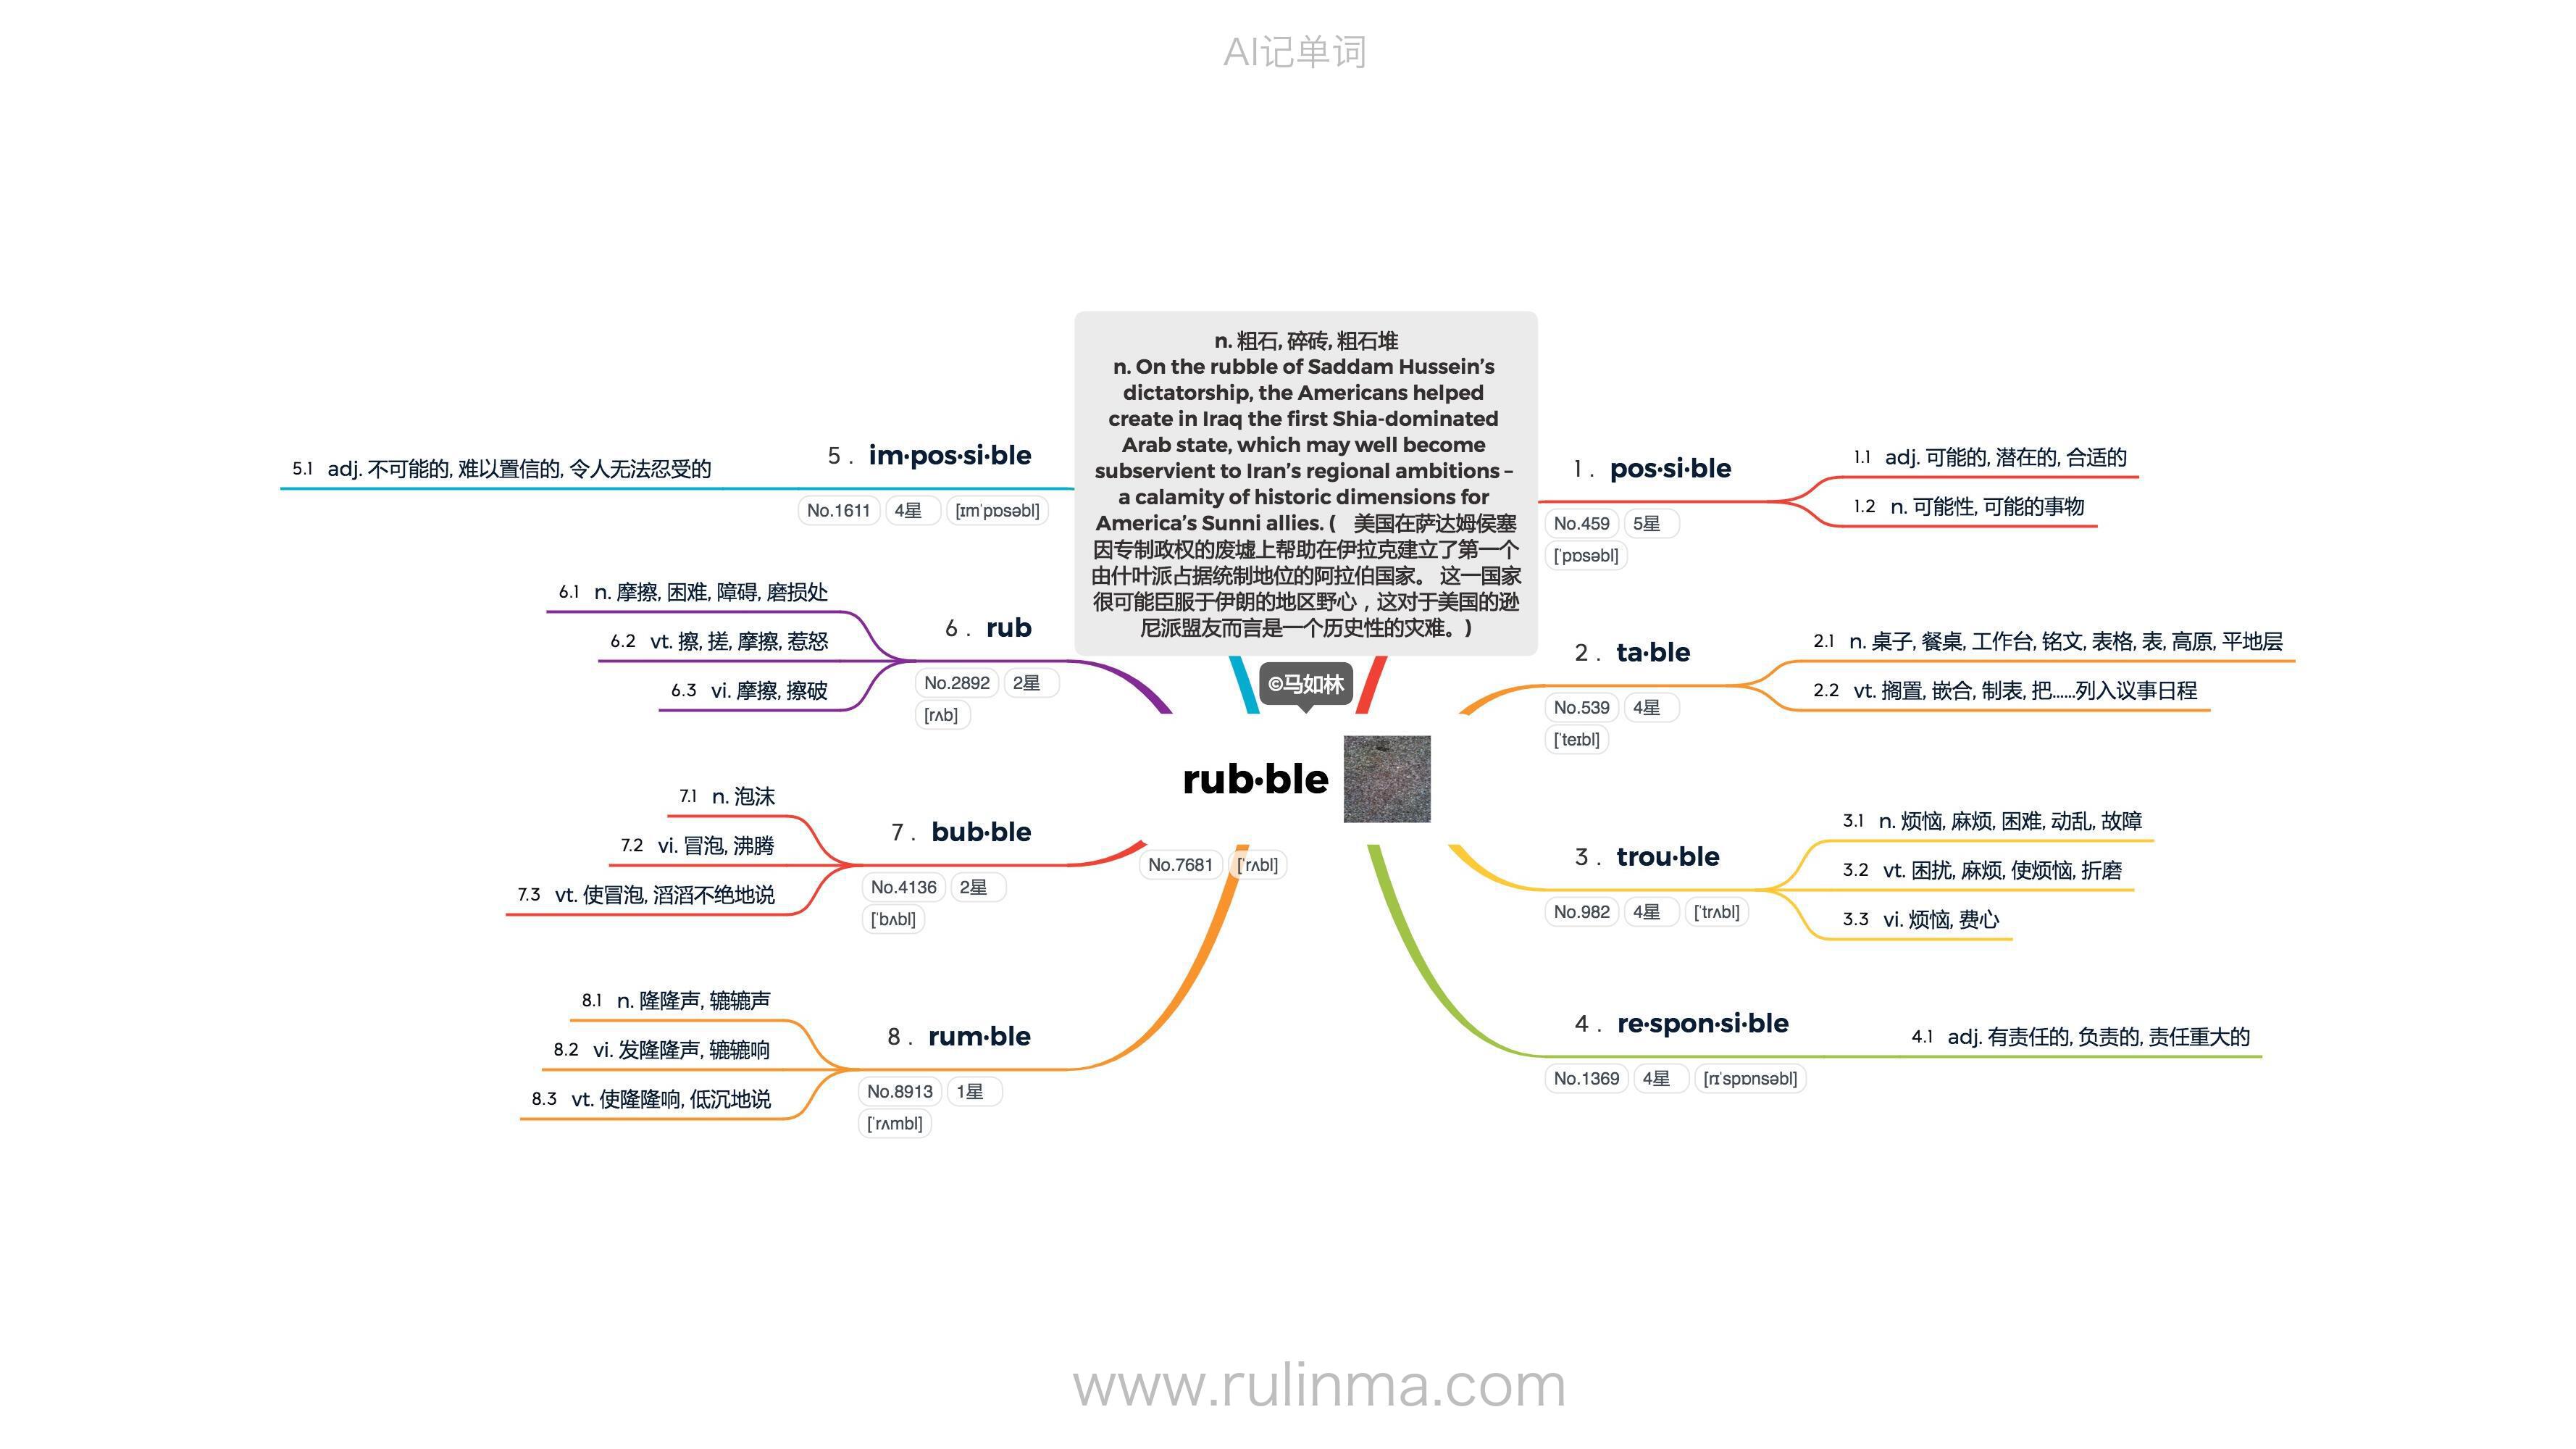 AI记单词
n. 粗石, 碎砖, 粗石堆
n. On the rubble of Saddam Hussein’s
dictatorship, the Americans helped
create in Iraq the first Shia-dominated
Arab state, which may well become
subservient to Iran’s regional ambitions –
a calamity of historic dimensions for
America’s Sunni allies. ( 美国在萨达姆侯塞
因专制政权的废墟上帮助在伊拉克建立了第一个
由什叶派占据统制地位的阿拉伯国家。 这一国家
很可能臣服于伊朗的地区野心，这对于美国的逊
尼派盟友而言是一个历史性的灾难。)
©马如林
rub·ble
No.7681 [ˈrʌbl]
1 . pos·si·ble
No.459 5星
[ˈpɒsəbl]
1.1 adj. 可能的, 潜在的, 合适的
1.2 n. 可能性, 可能的事物
2 . ta·ble
No.539 4星
[ˈteɪbl]
2.1 n. 桌子, 餐桌, 工作台, 铭文, 表格, 表, 高原, 平地层
2.2 vt. 搁置, 嵌合, 制表, 把......列入议事日程
3 . trou·ble
No.982 4星 [ˈtrʌbl]
3.1 n. 烦恼, 麻烦, 困难, 动乱, 故障
3.2 vt. 困扰, 麻烦, 使烦恼, 折磨
3.3 vi. 烦恼, 费心
4 . re·spon·si·ble
No.1369 4星 [rɪˈspɒnsəbl]
4.1 adj. 有责任的, 负责的, 责任重大的
5 . im·pos·si·ble
No.1611 4星 [ɪmˈpɒsəbl]
5.1 adj. 不可能的, 难以置信的, 令人无法忍受的
6 . rub
No.2892 2星
[rʌb]
6.1 n. 摩擦, 困难, 障碍, 磨损处
6.2 vt. 擦, 搓, 摩擦, 惹怒
6.3 vi. 摩擦, 擦破
7 . bub·ble
No.4136 2星
[ˈbʌbl]
7.1 n. 泡沫
7.2 vi. 冒泡, 沸腾
7.3 vt. 使冒泡, 滔滔不绝地说
8 . rum·ble
No.8913 1星
[ˈrʌmbl]
8.1 n. 隆隆声, 辘辘声
8.2 vi. 发隆隆声, 辘辘响
8.3 vt. 使隆隆响, 低沉地说
www.rulinma.com